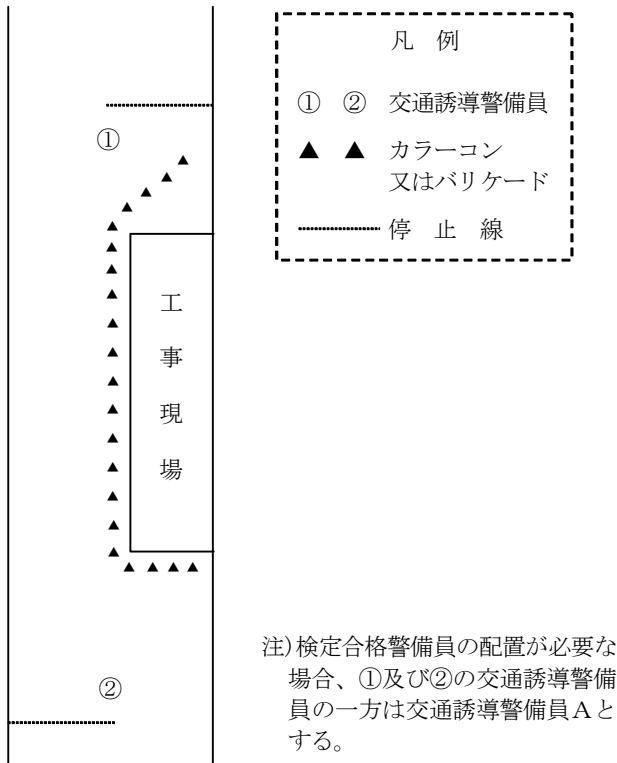 凡 例
① ② 交通誘導警備員
▲ ▲ カラーコン
又はバリケード
停 止 線
①
工
事
現
場
②
注)検定合格警備員の配置が必要な
場合、①及び②の交通誘導警備
員の一方は交通誘導警備員Aと
する。